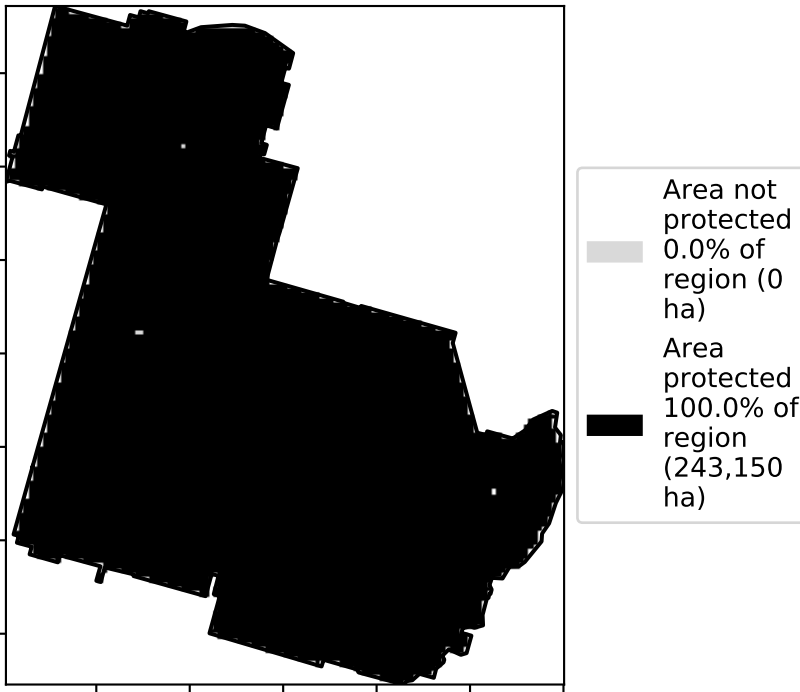 Area not
protected
0.0% of
region (0
ha)
Area
protected
100.0% of
region
(243,150
ha)